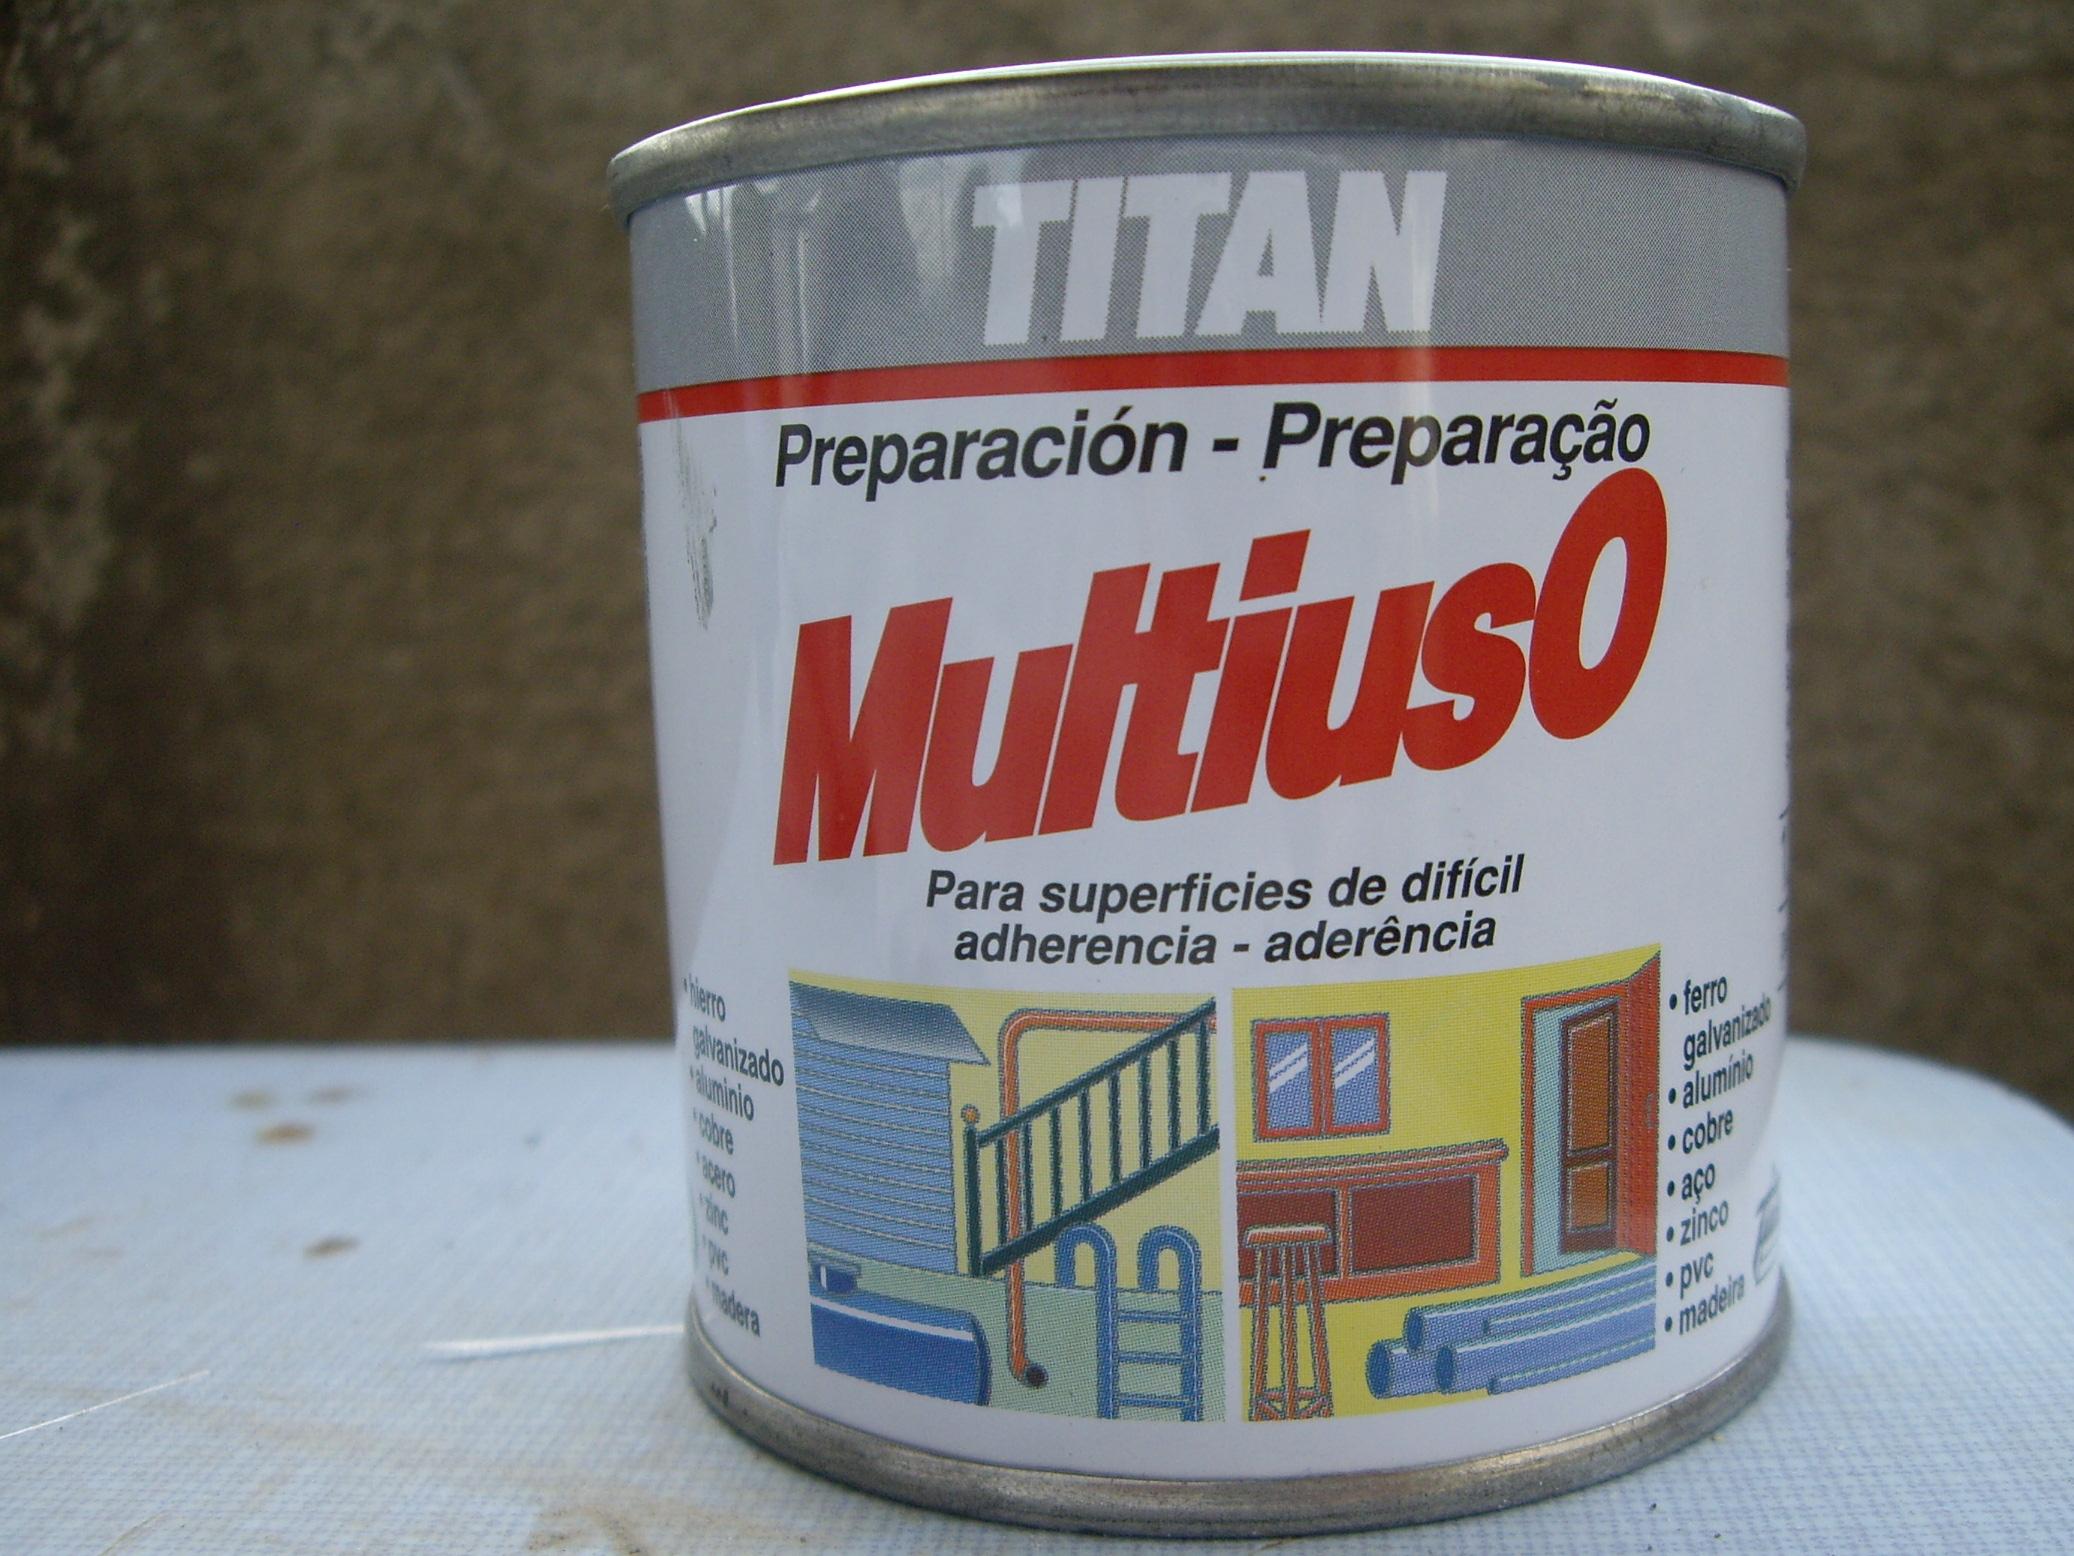 TITAN
Preparación - Preparação
MultiusO
Para superficies de difícil
adherencia - aderência
• hierro
galvanizado
• aluminio
• cobre
• acero
• zinc
• pvc
• madera
• ferro
galvanizado
• alumínio
• cobre
• aço
• zinco
• pvc
• madeira